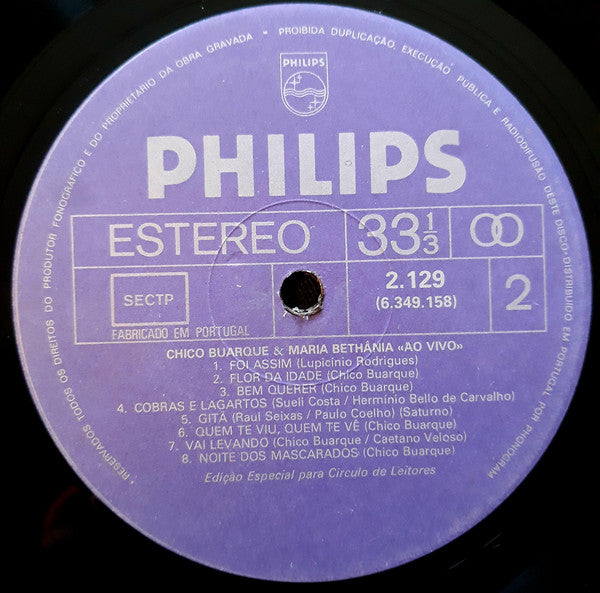 RESERVADOS TODOS OS DIREITOS DO PRODUTOR FONOGRÁFICO E DO PROPRIETÁRIO DA OBRA GRAVADA • PROIBIDA DUPLICAÇÃO, EXECUÇÃO PÚBLICA E RADIODIFUSÃO DESTE DISCO - DISTRIBUIDO EM PORTUGAL POR PHONOGRAM •
PHILIPS
PHILIPS
ESTEREO 33 1/3
SECTP 2.129 2
(6.349.158)
FABRICADO EM PORTUGAL
CHICO BUARQUE & MARIA BETHÂNIA «AO VIVO»
1. FOI ASSIM (Lupicínio Rodrigues)
2. FLOR DA IDADE (Chico Buarque)
3. BEM QUERER (Chico Buarque)
4. COBRAS E LAGARTOS (Sueli Costa / Hermínio Bello de Carvalho)
5. GITÁ (Raul Seixas / Paulo Coelho) (Saturno)
6. QUEM TE VIU, QUEM TE VÊ (Chico Buarque)
7. VAI LEVANDO (Chico Buarque / Caetano Veloso)
8. NOITE DOS MASCARADOS (Chico Buarque)
Edição Especial para Circulo de Leitores